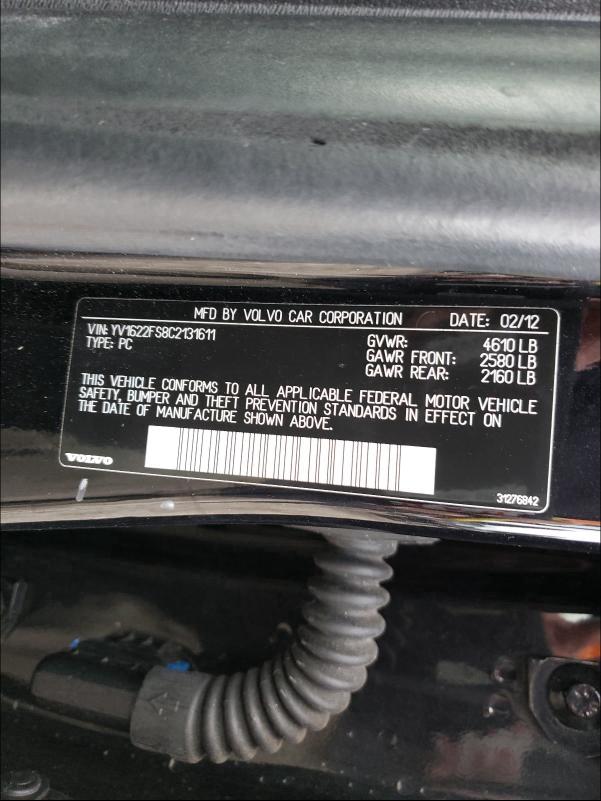 MFD BY VOLVO CAR CORPORATION DATE: 02/12
VIN: YV1622FS8C2131611 GVWR: 4610 LB
TYPE: PC GAWR FRONT: 2580 LB
GAWR REAR: 2160 LB
THIS VEHICLE CONFORMS TO ALL APPLICABLE FEDERAL MOTOR VEHICLE
SAFETY, BUMPER AND THEFT PREVENTION STANDARDS IN EFFECT ON
THE DATE OF MANUFACTURE SHOWN ABOVE.
VOLVO
31276842